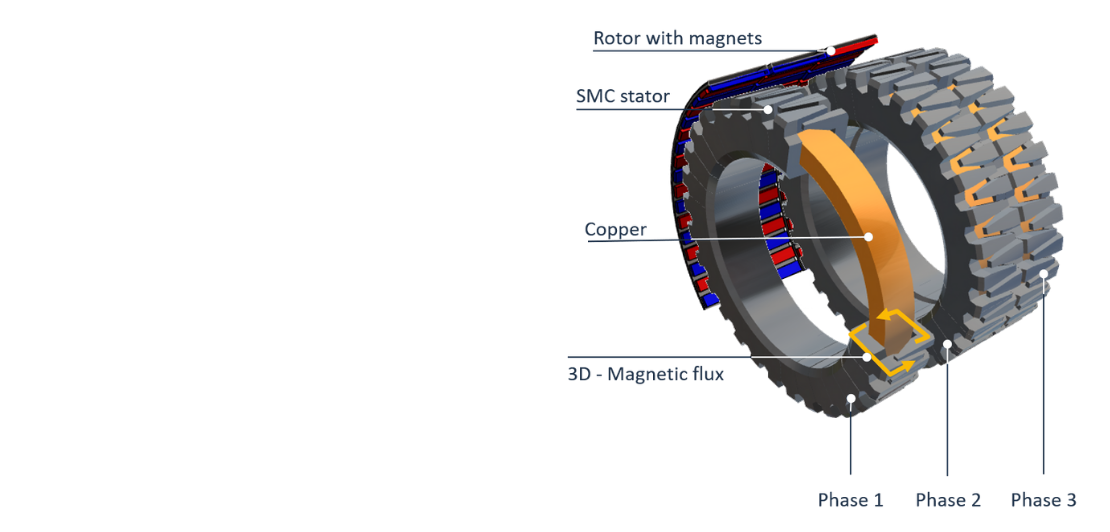 Rotor with magnets
SMC stator
Copper
3D - Magnetic flux
Phase 1
Phase 2
Phase 3